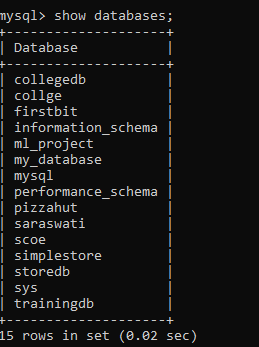 mysql> show databases;
+--------------------+
| Database           |
+--------------------+
| collegedb          |
| collge             |
| firstbit           |
| information_schema |
| ml_project         |
| my_database        |
| mysql              |
| performance_schema |
| pizzahut           |
| saraswati          |
| scoe               |
| simplestore        |
| storedb            |
| sys                |
| trainingdb         |
+--------------------+
15 rows in set (0.02 sec)